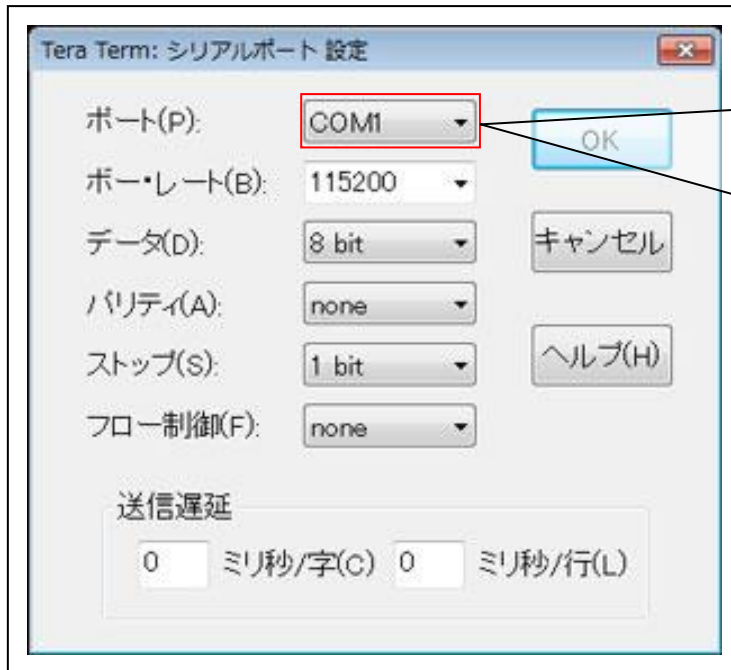 Tera Term: シリアルポート 設定
ポート(P): COM1
OK
ボー・レート(B): 115200
データ(D): 8 bit
キャンセル
パリティ(A): none
ストップ(S): 1 bit
ヘルプ(H)
フロー制御(F): none
送信遅延
0 ミリ秒/字(C) 0 ミリ秒/行(L)